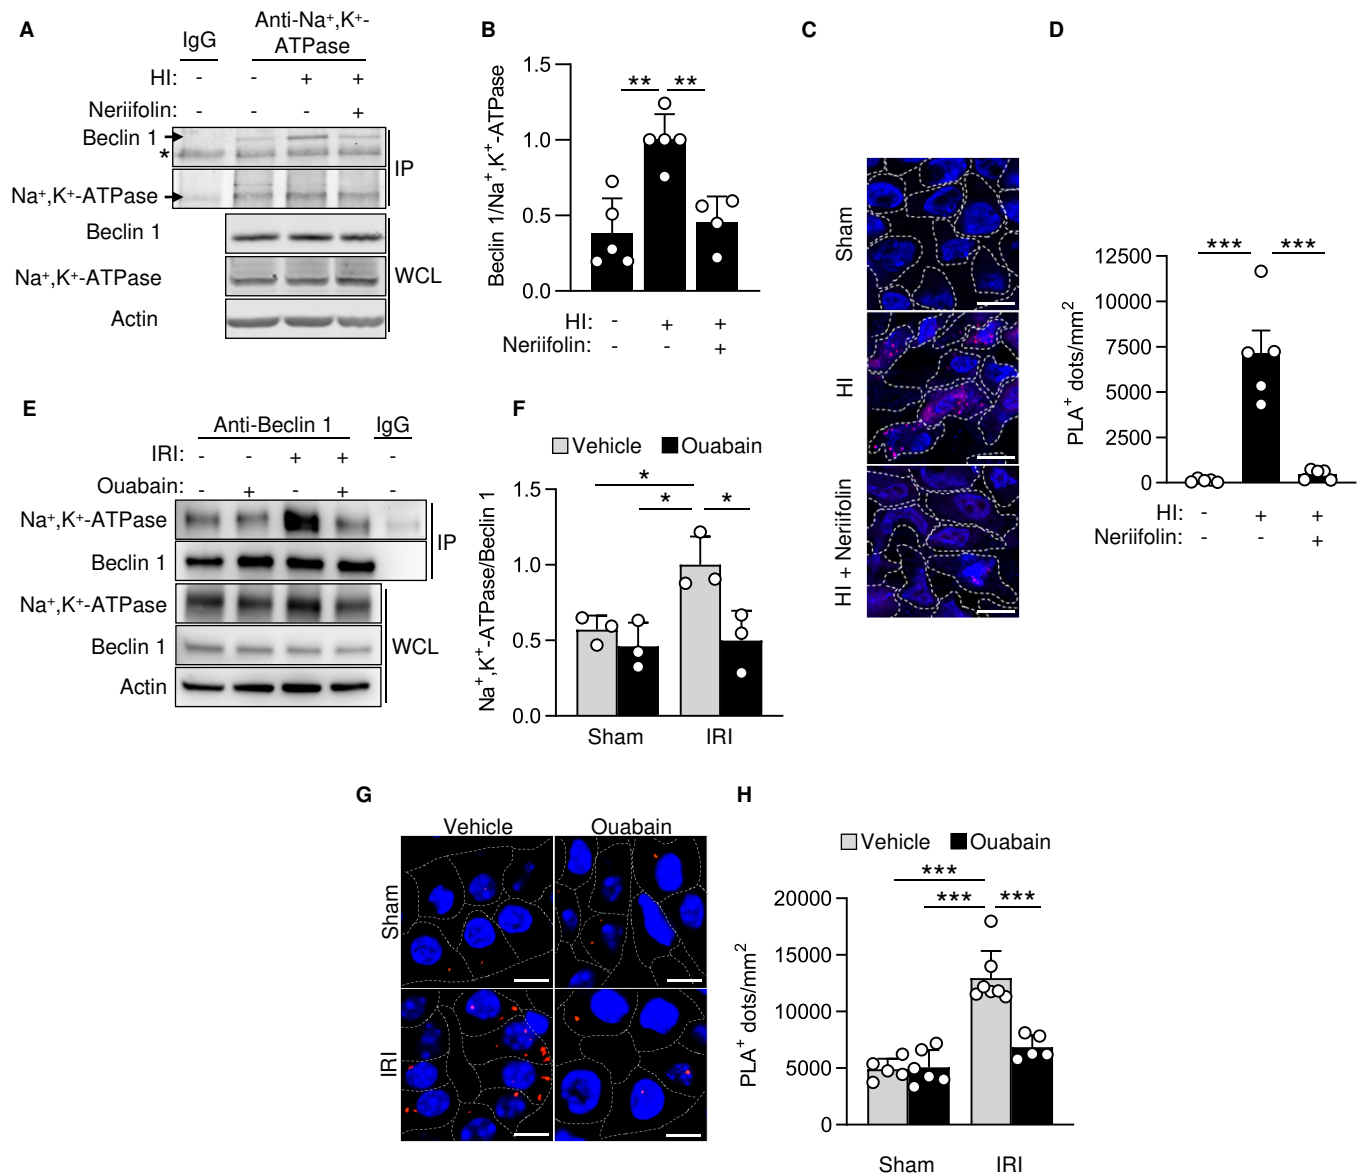 A
IgG
Anti-Na⁺,K⁺-
ATPase
HI: - - + +
Neriifolin: - - - +
Beclin 1
*
Na⁺,K⁺-ATPase
IP
Beclin 1
Na⁺,K⁺-ATPase
Actin
WCL
B
Beclin 1/Na⁺,K⁺-ATPase
1.5
1.0
0.5
0.0
** **
HI: - + +
Neriifolin: - - +
C
Sham
HI
HI + Neriifolin
D
PLA⁺ dots/mm²
12500
10000
7500
5000
2500
0
*** ***
HI: - + +
Neriifolin: - - +
E
Anti-Beclin 1
IgG
IRI: - - + + -
Ouabain: - + - + -
Na⁺,K⁺-ATPase
Beclin 1
IP
Na⁺,K⁺-ATPase
Beclin 1
Actin
WCL
F
Vehicle Ouabain
Na⁺,K⁺-ATPase/Beclin 1
1.5
1.0
0.5
0.0
*
* *
Sham IRI
G
Vehicle Ouabain
Sham
IRI
H
Vehicle Ouabain
PLA⁺ dots/mm²
20000
15000
10000
5000
0
***
*** ***
Sham IRI